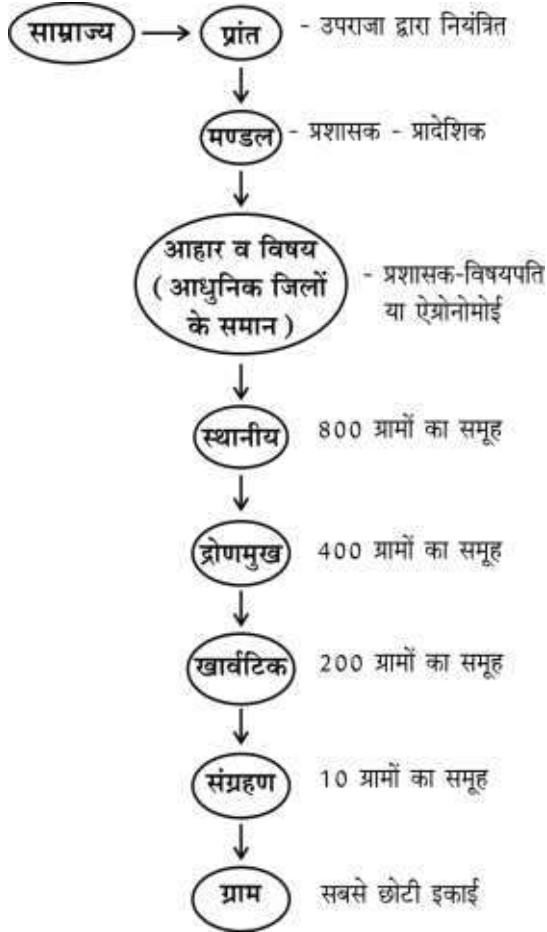 साम्राज्य
प्रांत
- उपराजा द्वारा नियंत्रित
मण्डल
- प्रशासक - प्रादेशिक
आहार व विषय
( आधुनिक जिलों
के समान )
- प्रशासक-विषयपति
या ऐग्रोनोमोई
स्थानीय
800 ग्रामों का समूह
द्रोणमुख
400 ग्रामों का समूह
खार्वटिक
200 ग्रामों का समूह
संग्रहण
10 ग्रामों का समूह
ग्राम
सबसे छोटी इकाई